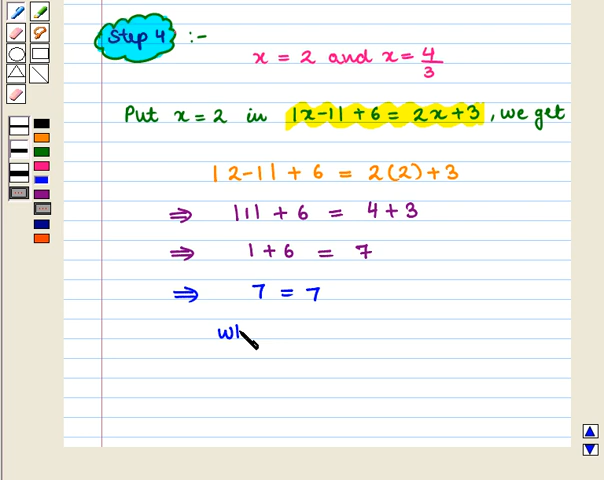 Step 4 :-
x = 2 and x = 4/3
Put x = 2 in |x-1| + 6 = 2x + 3, we get
|2-1| + 6 = 2(2) + 3
⇒ |1| + 6 = 4 + 3
⇒ 1 + 6 = 7
⇒ 7 = 7
wh